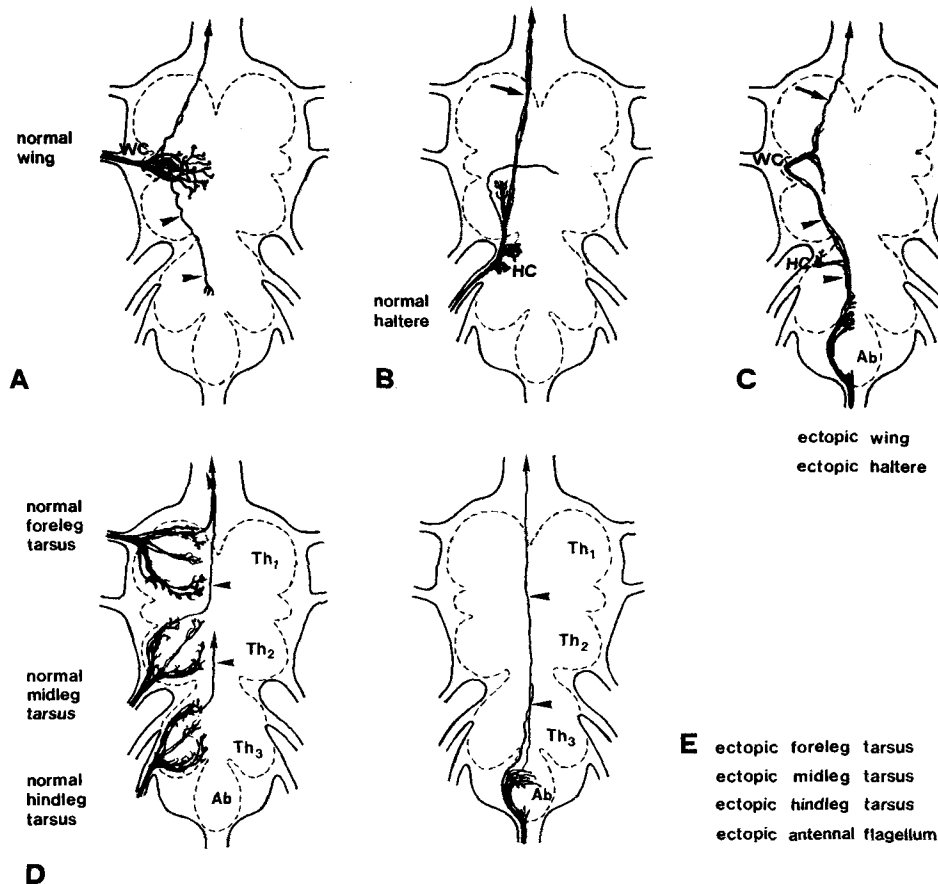 normal
wing
WC
A
HC
normal
haltere
B
WC
HC
Ab
C
ectopic wing
ectopic haltere
normal
foreleg
tarsus
Th1
Th2
normal
midleg
tarsus
Th3
normal
hindleg
tarsus
Ab
D
Th1
Th2
Th3
Ab
E
ectopic foreleg tarsus
ectopic midleg tarsus
ectopic hindleg tarsus
ectopic antennal flagellum